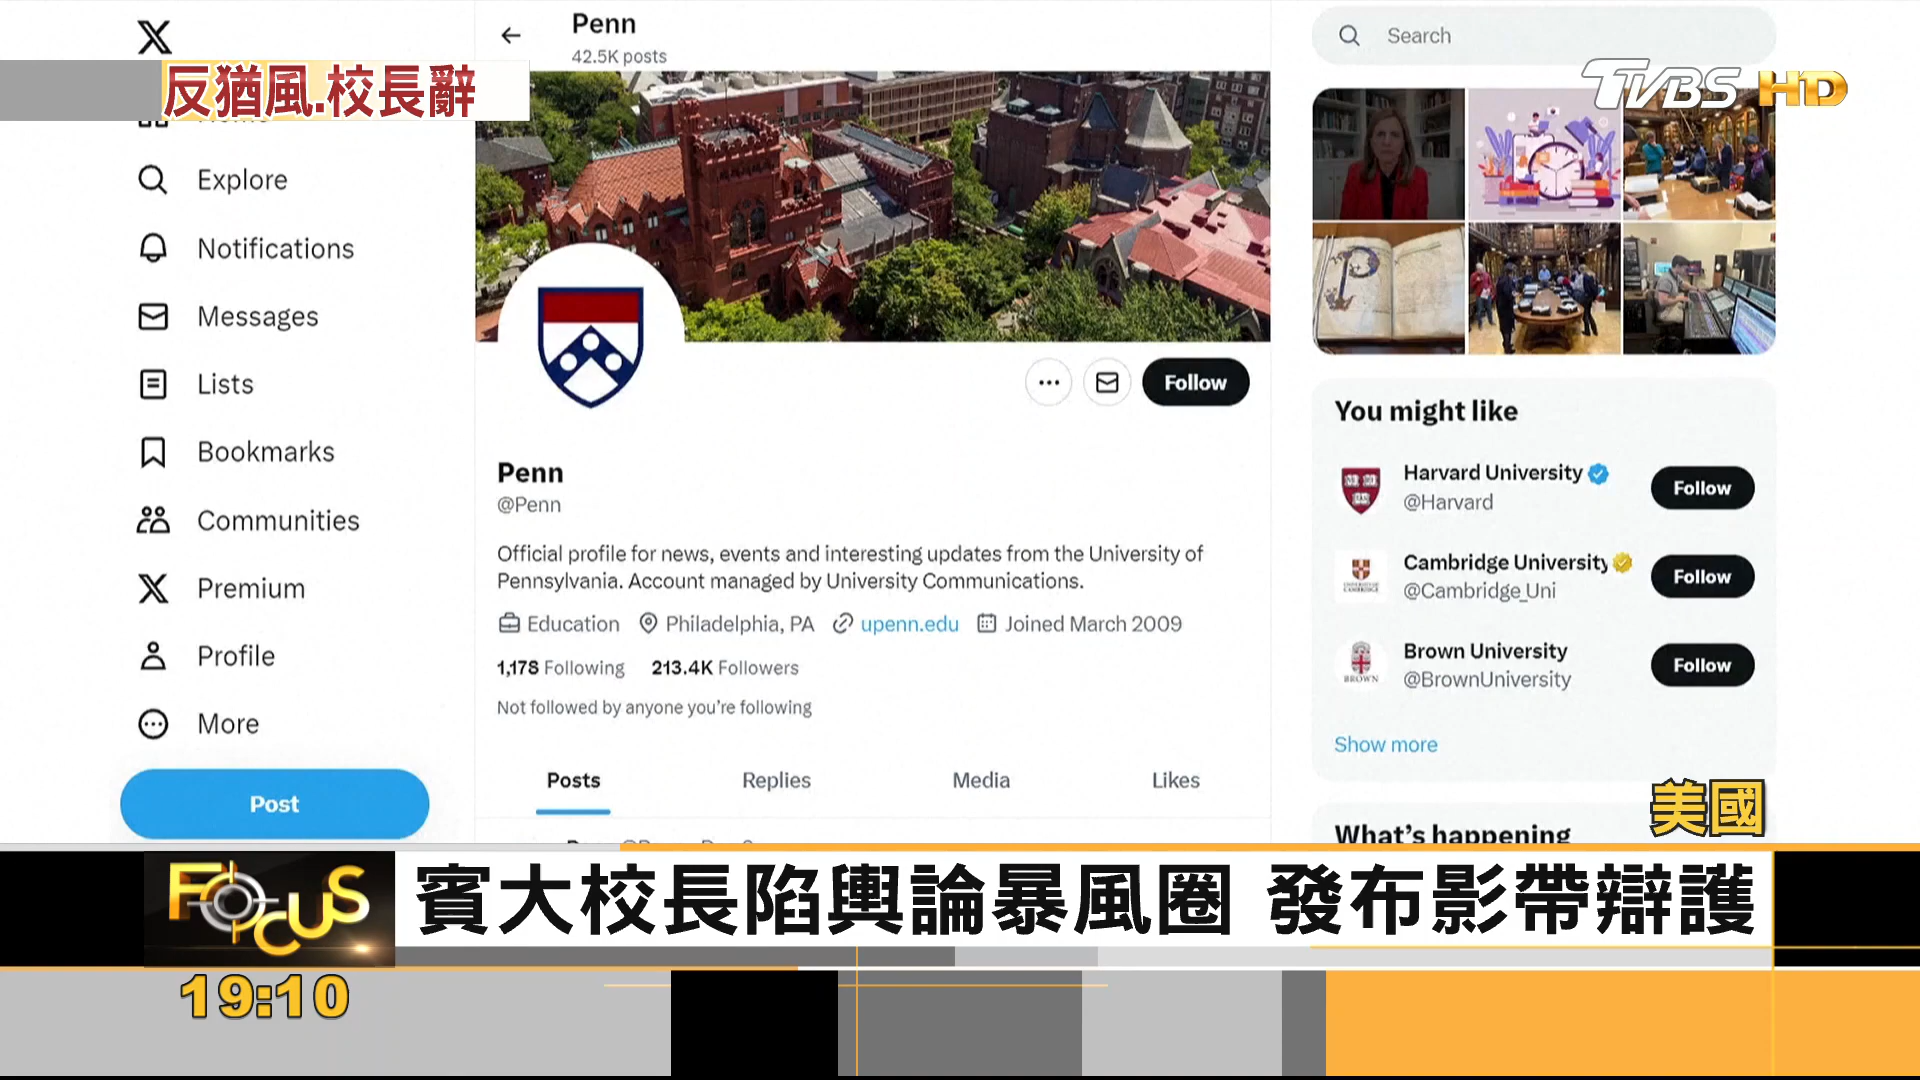 Penn
42.5K posts
Search
TVBS HD
反猶風.校長辭
Explore
Notifications
Messages
Lists
Bookmarks
Communities
Premium
Profile
More
Post
Follow
Penn
@Penn
Official profile for news, events and interesting updates from the University of
Pennsylvania. Account managed by University Communications.
Education Philadelphia, PA upenn.edu Joined March 2009
1,178 Following 213.4K Followers
Not followed by anyone you're following
Posts Replies Media Likes
You might like
Harvard University
@Harvard
Follow
Cambridge University
@Cambridge_Uni
Follow
Brown University
@BrownUniversity
Follow
BROWN
Show more
What's happening
美國
FOCUS
賓大校長陷輿論暴風圈 發布影帶辯護
19:10